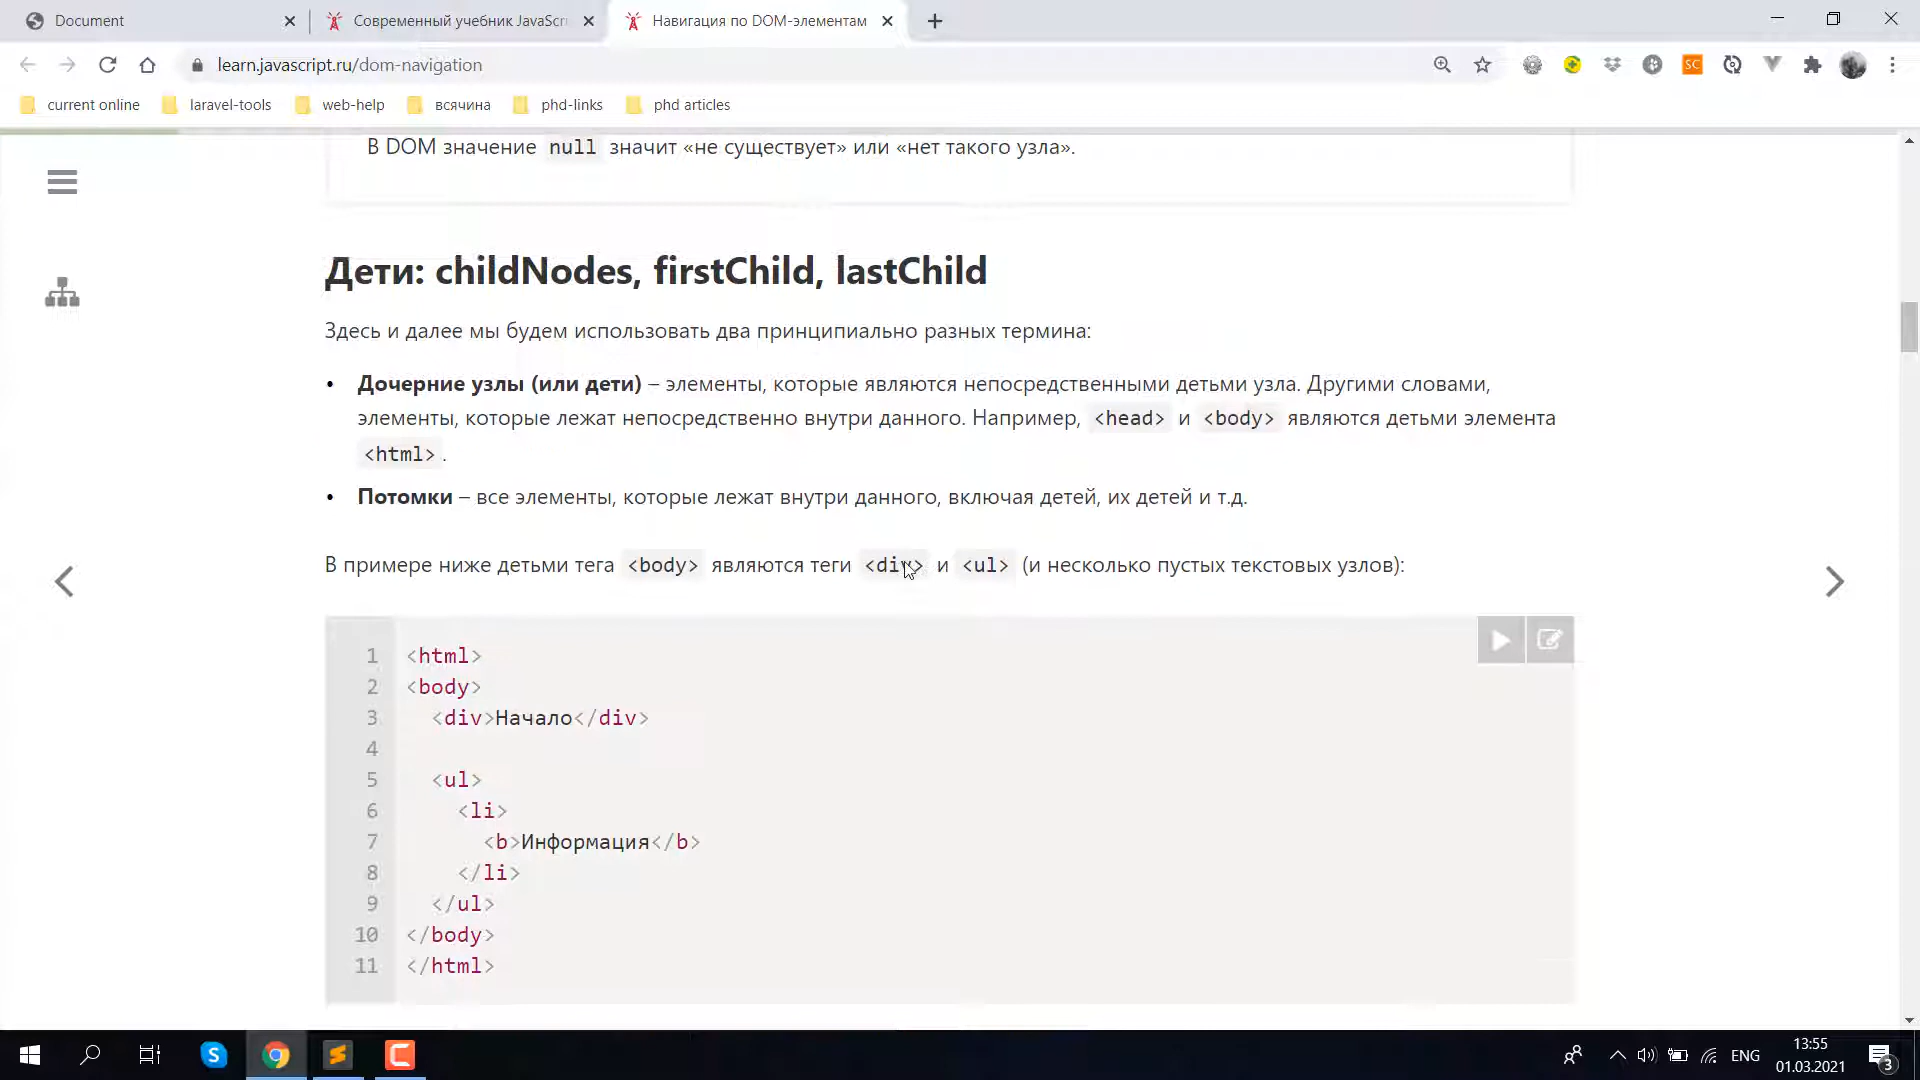 Document
Современный учебник JavaScri
Навигация по DOM-элементам
learn.javascript.ru/dom-navigation
SC
current online
laravel-tools
web-help
всячина
phd-links
phd articles
В DOM значение null значит «не существует» или «нет такого узла».
Дети: childNodes, firstChild, lastChild
Здесь и далее мы будем использовать два принципиально разных термина:
• Дочерние узлы (или дети) – элементы, которые являются непосредственными детьми узла. Другими словами,
элементы, которые лежат непосредственно внутри данного. Например, <head> и <body> являются детьми элемента
<html> .
• Потомки – все элементы, которые лежат внутри данного, включая детей, их детей и т.д.
В примере ниже детьми тега <body> являются теги <div> и <ul> (и несколько пустых текстовых узлов):
1 <html>
2 <body>
3 <div>Начало</div>
4
5 <ul>
6 <li>
7 <b>Информация</b>
8 </li>
9 </ul>
10 </body>
11 </html>
S
ENG
13:55
01.03.2021
3